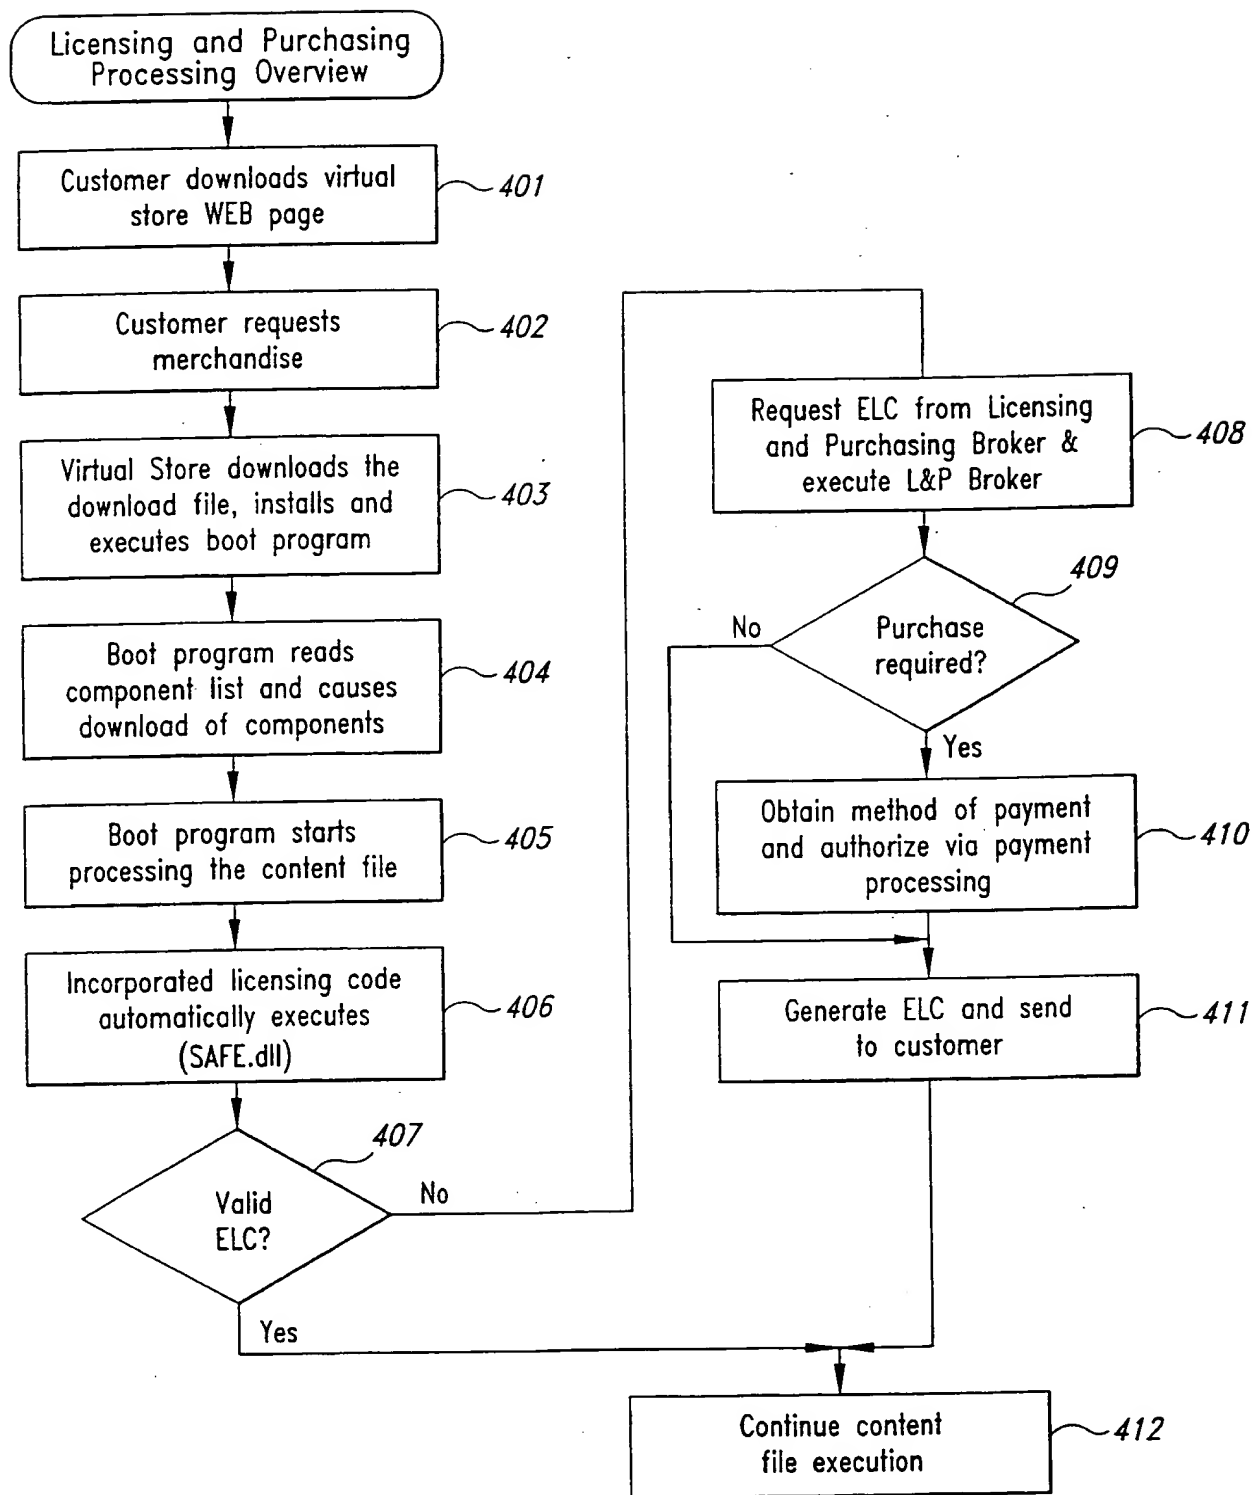 Licensing and Purchasing
Processing Overview
Customer downloads virtual
store WEB page
401
Customer requests
merchandise
402
Virtual Store downloads the
download file, installs and
executes boot program
403
Boot program reads
component list and causes
download of components
404
Boot program starts
processing the content file
405
Incorporated licensing code
automatically executes
(SAFE.dll)
406
407
Valid
ELC?
No
Yes
Request ELC from Licensing
and Purchasing Broker &
execute L&P Broker
408
409
Purchase
required?
No
Yes
Obtain method of payment
and authorize via payment
processing
410
Generate ELC and send
to customer
411
Continue content
file execution
412